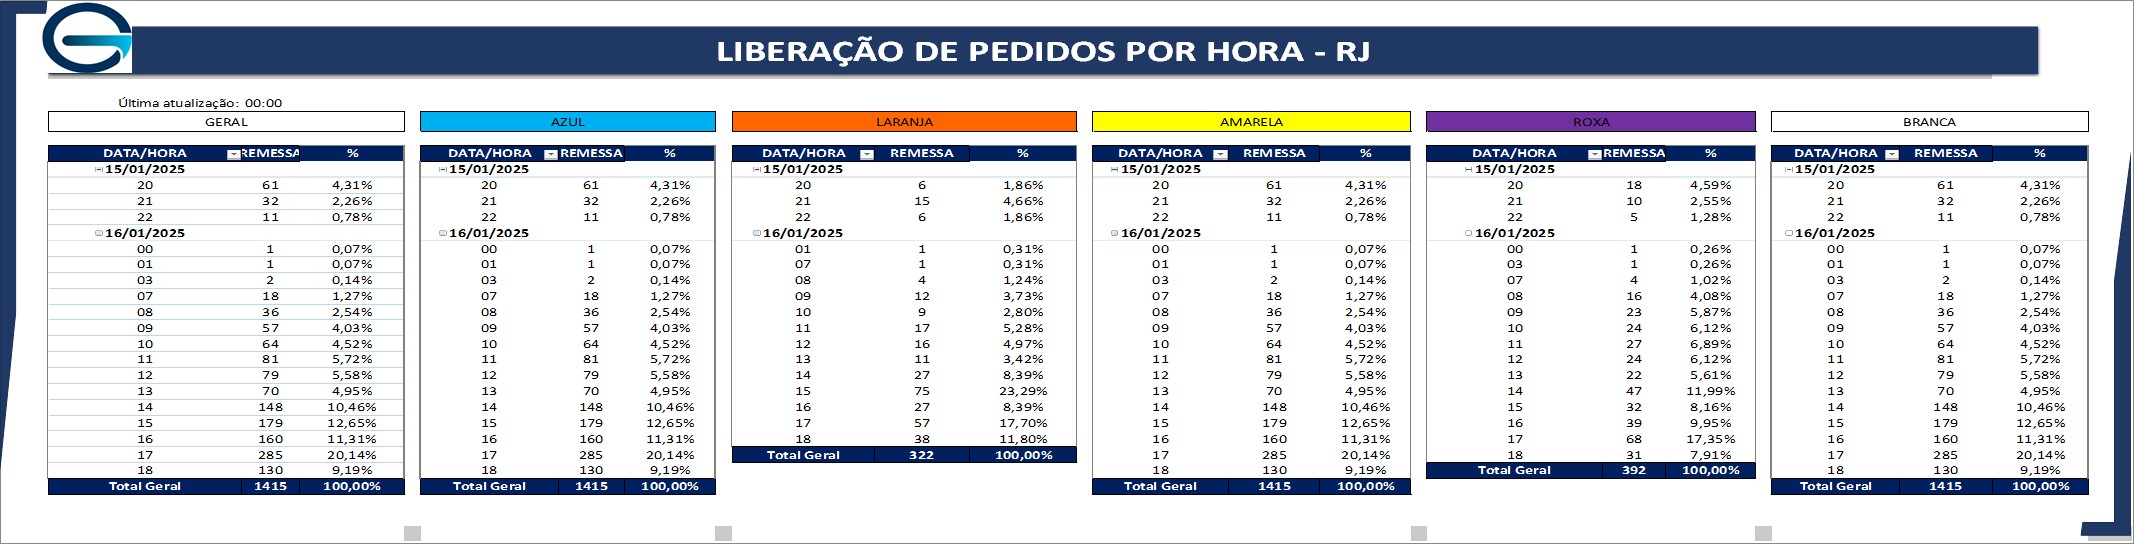 LIBERAÇÃO DE PEDIDOS POR HORA - RJ
Última atualização: 00:00
GERAL AZUL LARANJA AMARELA ROXA BRANCA
DATA/HORA REMESSA % DATA/HORA REMESSA % DATA/HORA REMESSA % DATA/HORA REMESSA % DATA/HORA REMESSA % DATA/HORA REMESSA %
15/01/2025 15/01/2025 15/01/2025 15/01/2025 15/01/2025 15/01/2025
20 61 4,31% 20 61 4,31% 20 6 1,86% 20 61 4,31% 20 18 4,59% 20 61 4,31%
21 32 2,26% 21 32 2,26% 21 15 4,66% 21 32 2,26% 21 10 2,55% 21 32 2,26%
22 11 0,78% 22 11 0,78% 22 6 1,86% 22 11 0,78% 22 5 1,28% 22 11 0,78%
16/01/2025 16/01/2025 16/01/2025 16/01/2025 16/01/2025 16/01/2025
00 1 0,07% 00 1 0,07% 01 1 0,31% 00 1 0,07% 00 1 0,26% 00 1 0,07%
01 1 0,07% 01 1 0,07% 07 1 0,31% 01 1 0,07% 03 1 0,26% 01 1 0,07%
03 2 0,14% 03 2 0,14% 08 4 1,24% 03 2 0,14% 07 4 1,02% 03 2 0,14%
07 18 1,27% 07 18 1,27% 09 12 3,73% 07 18 1,27% 08 16 4,08% 07 18 1,27%
08 36 2,54% 08 36 2,54% 10 9 2,80% 08 36 2,54% 09 23 5,87% 08 36 2,54%
09 57 4,03% 09 57 4,03% 11 17 5,28% 09 57 4,03% 10 24 6,12% 09 57 4,03%
10 64 4,52% 10 64 4,52% 12 16 4,97% 10 64 4,52% 11 27 6,89% 10 64 4,52%
11 81 5,72% 11 81 5,72% 13 11 3,42% 11 81 5,72% 12 24 6,12% 11 81 5,72%
12 79 5,58% 12 79 5,58% 14 27 8,39% 12 79 5,58% 13 22 5,61% 12 79 5,58%
13 70 4,95% 13 70 4,95% 15 75 23,29% 13 70 4,95% 14 47 11,99% 13 70 4,95%
14 148 10,46% 14 148 10,46% 16 27 8,39% 14 148 10,46% 15 32 8,16% 14 148 10,46%
15 179 12,65% 15 179 12,65% 17 57 17,70% 15 179 12,65% 16 39 9,95% 15 179 12,65%
16 160 11,31% 16 160 11,31% 18 38 11,80% 16 160 11,31% 17 68 17,35% 16 160 11,31%
17 285 20,14% 17 285 20,14% Total Geral 322 100,00% 17 285 20,14% 18 31 7,91% 17 285 20,14%
18 130 9,19% 18 130 9,19% 18 130 9,19% Total Geral 392 100,00% 18 130 9,19%
Total Geral 1415 100,00% Total Geral 1415 100,00% Total Geral 1415 100,00% Total Geral 1415 100,00%